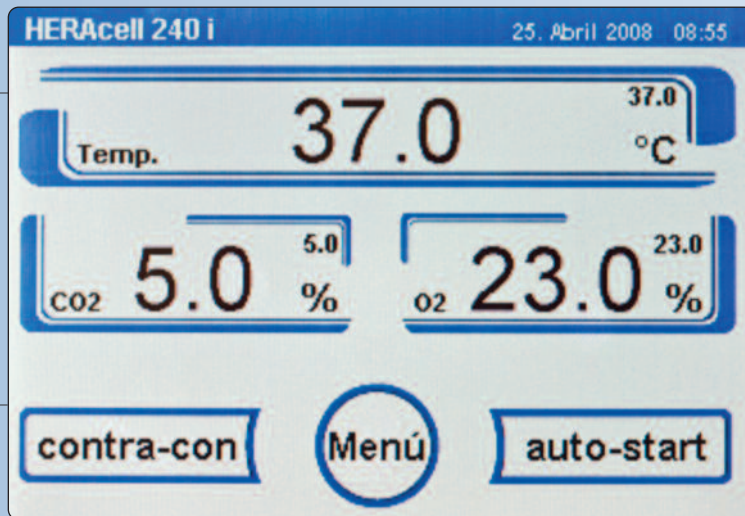 HERAcell 240 i 25. Abril 2008 08:55
37.0
Temp. 37.0 °C
5.0
CO2 5.0 %
23.0
O2 23.0 %
contra-con Menú auto-start